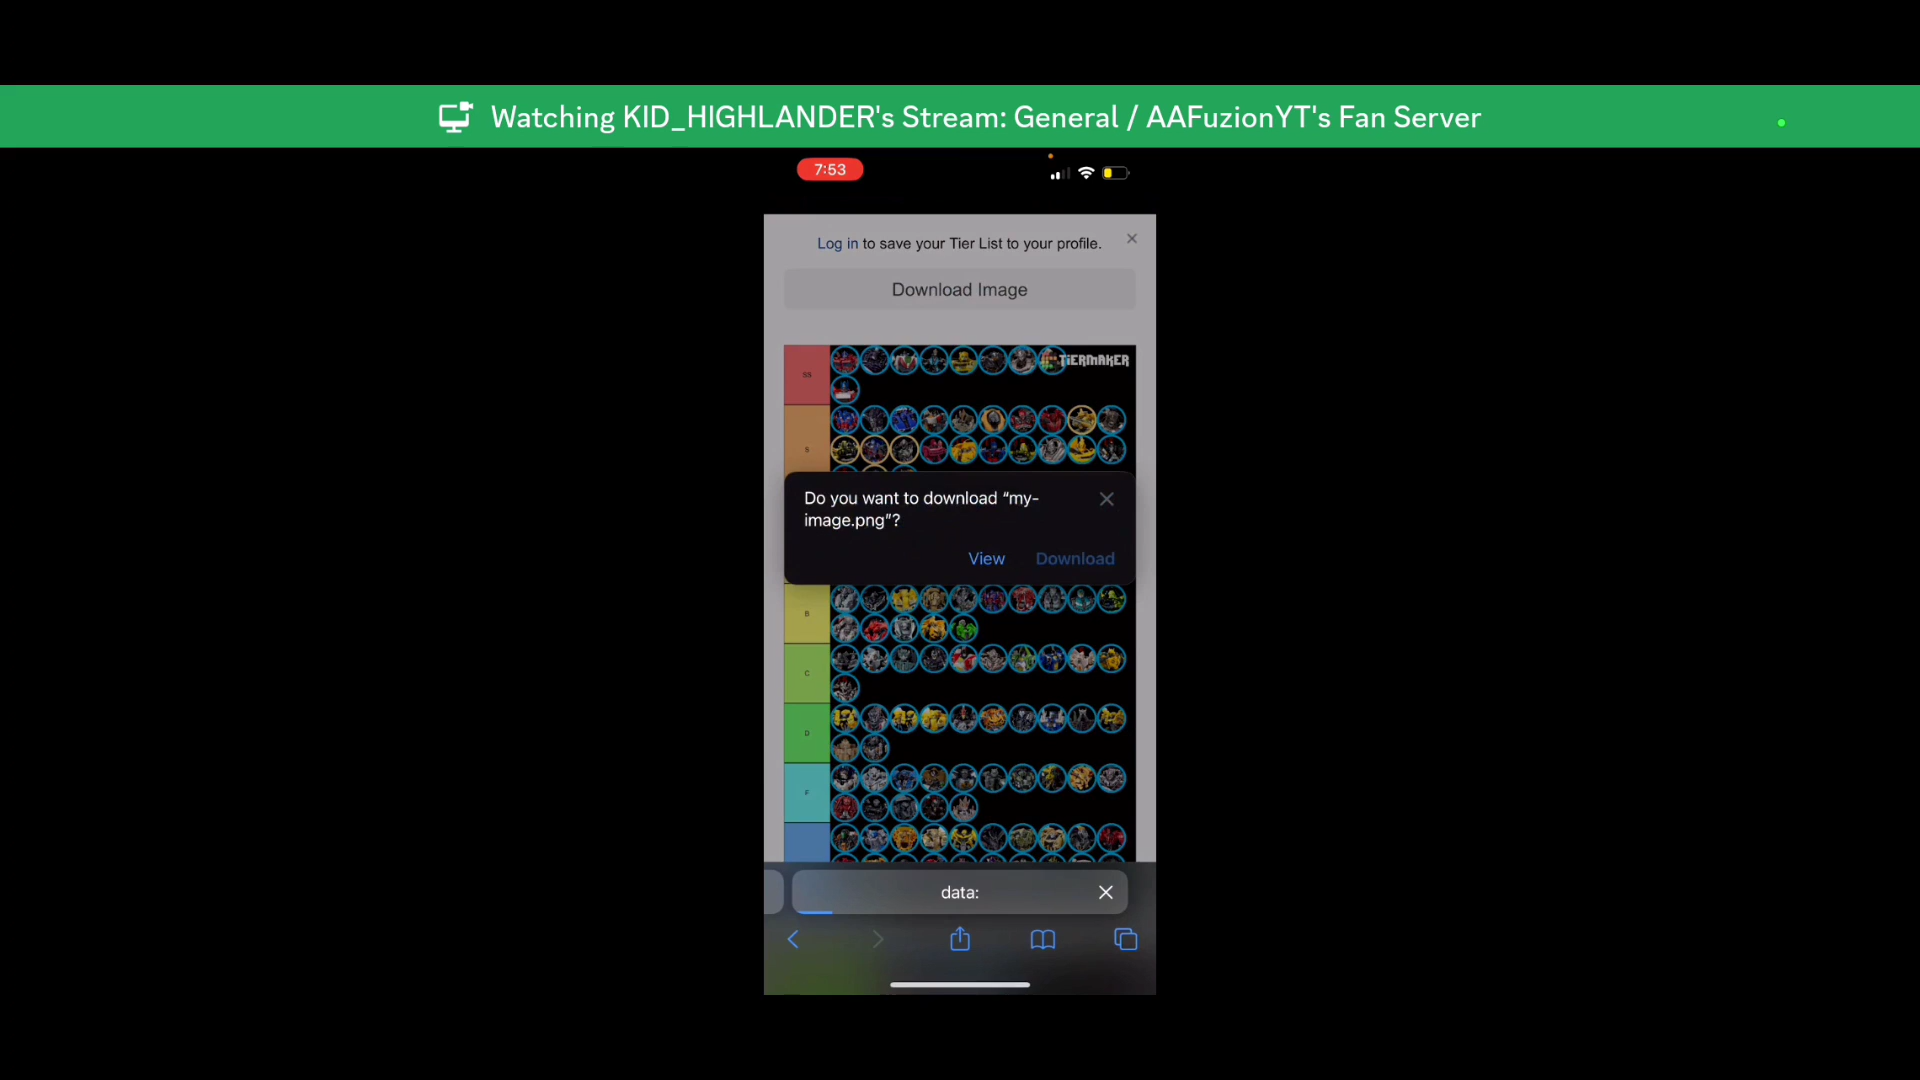 Watching KID_HIGHLANDER's Stream: General / AAFuzionYT's Fan Server
7:53
Log in to save your Tier List to your profile.
Download Image
SS
TiERMAKER
S
Do you want to download “my-
image.png”?
View Download
B
C
D
F
data: